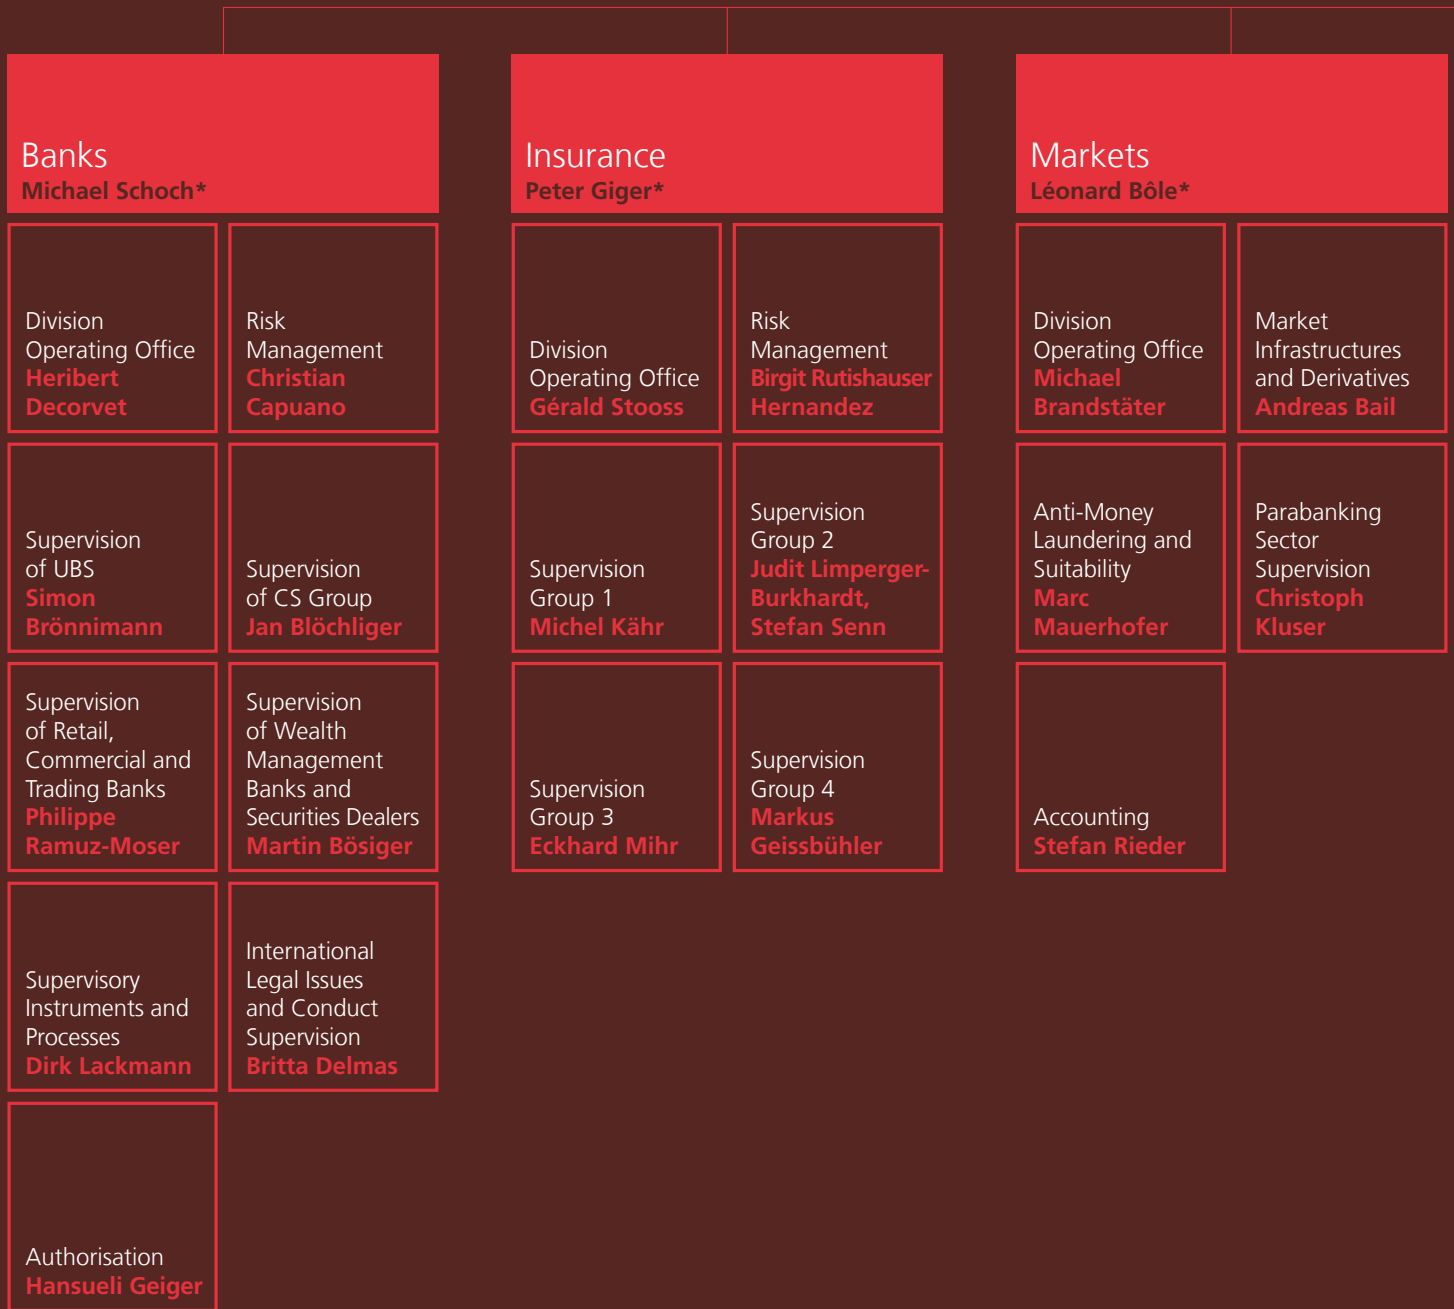 Banks
Michael Schoch*
Division
Operating Office
Heribert
Decorvet
Risk
Management
Christian
Capuano
Supervision
of UBS
Simon
Brönnimann
Supervision
of CS Group
Jan Blöchliger
Supervision
of Retail,
Commercial and
Trading Banks
Philippe
Ramuz-Moser
Supervision
of Wealth
Management
Banks and
Securities Dealers
Martin Bösiger
Supervisory
Instruments and
Processes
Dirk Lackmann
International
Legal Issues
and Conduct
Supervision
Britta Delmas
Authorisation
Hansueli Geiger
Insurance
Peter Giger*
Division
Operating Office
Gérald Stooss
Risk
Management
Birgit Rutishauser
Hernandez
Supervision
Group 1
Michel Kähr
Supervision
Group 2
Judit Limperger-
Burkhardt,
Stefan Senn
Supervision
Group 3
Eckhard Mihr
Supervision
Group 4
Markus
Geissbühler
Markets
Léonard Bôle*
Division
Operating Office
Michael
Brandstäter
Market
Infrastructures
and Derivatives
Andreas Bail
Anti-Money
Laundering and
Suitability
Marc
Mauerhofer
Parabanking
Sector
Supervision
Christoph
Kluser
Accounting
Stefan Rieder